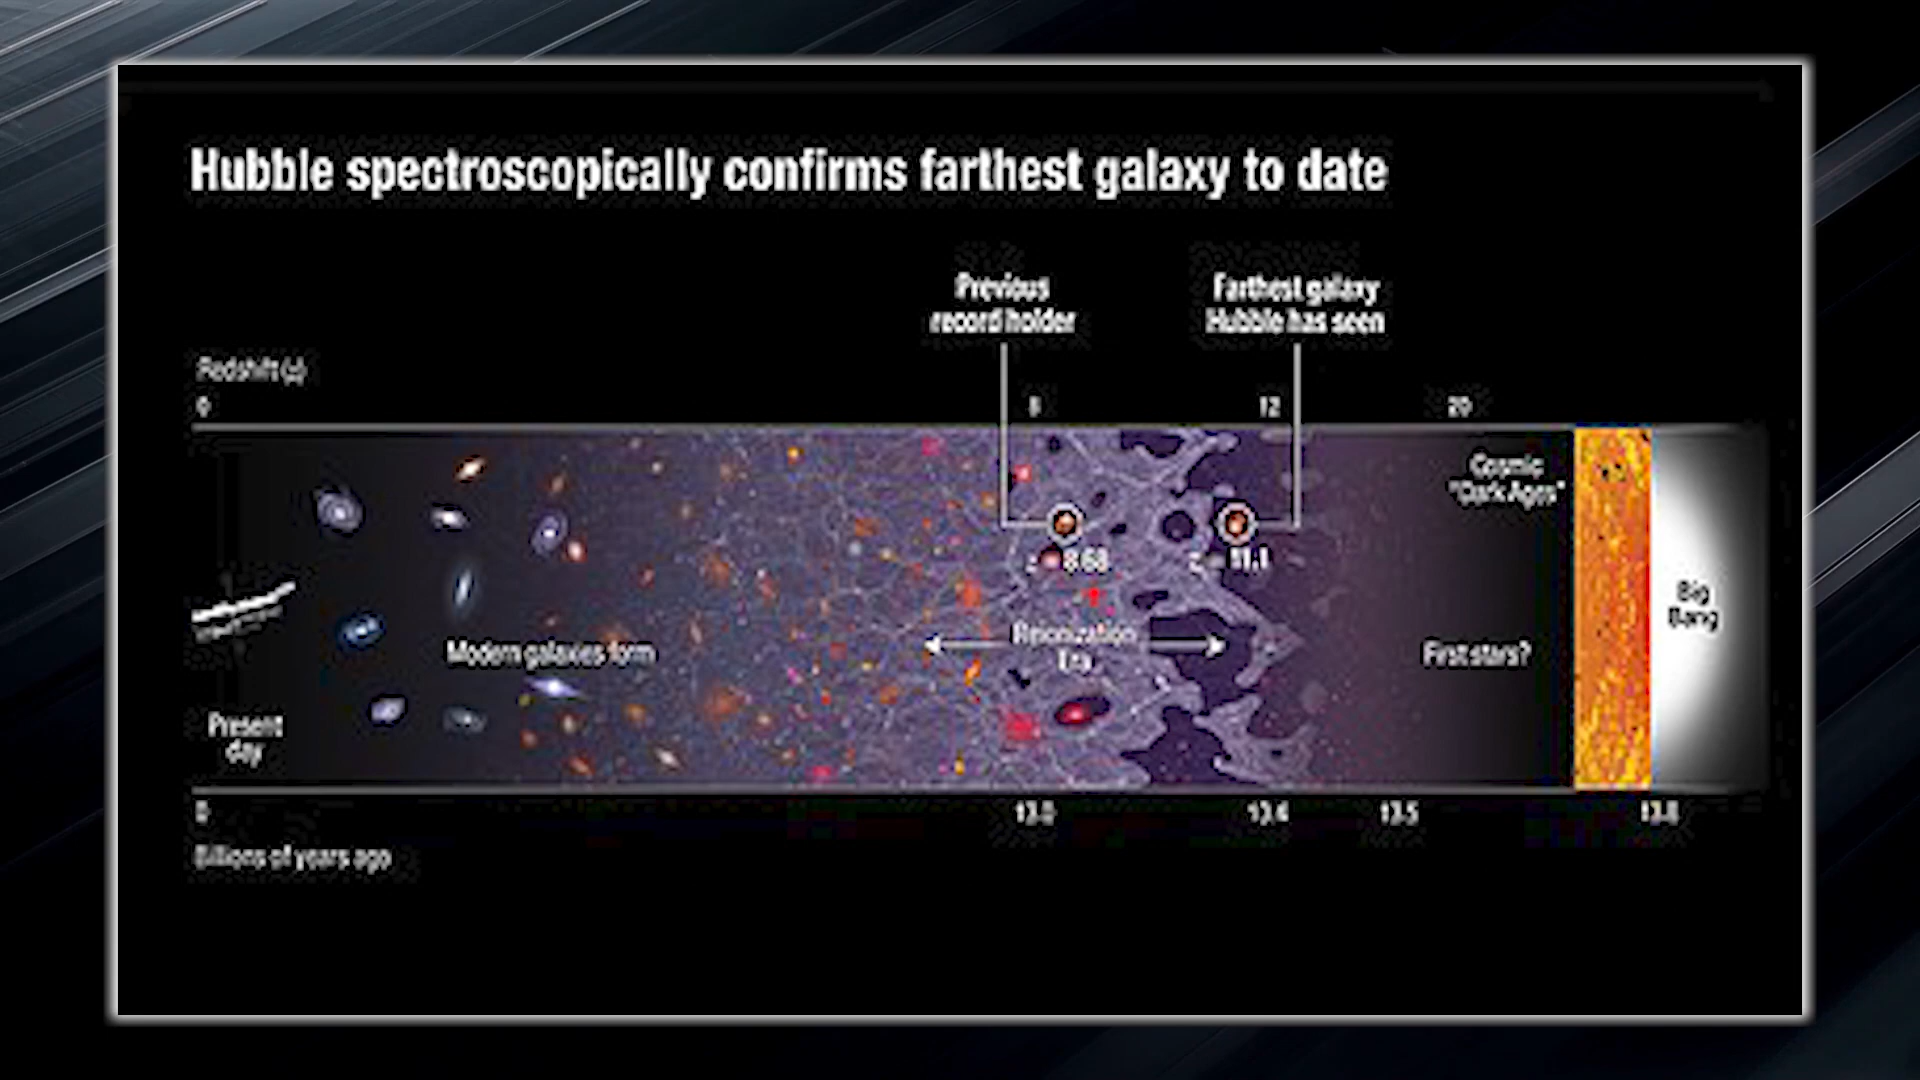 Hubble spectroscopically confirms farthest galaxy to date
Previous
record holder
Farthest galaxy
Hubble has seen
Redshift (z)
0 8 12 20
Cosmic
"Dark Ages"
z = 8.68
z = 11.1
Big
Bang
Reionization
Era
Modern galaxies form
First stars?
Present
day
0 13.0 13.4 13.5 13.8
Billions of years ago